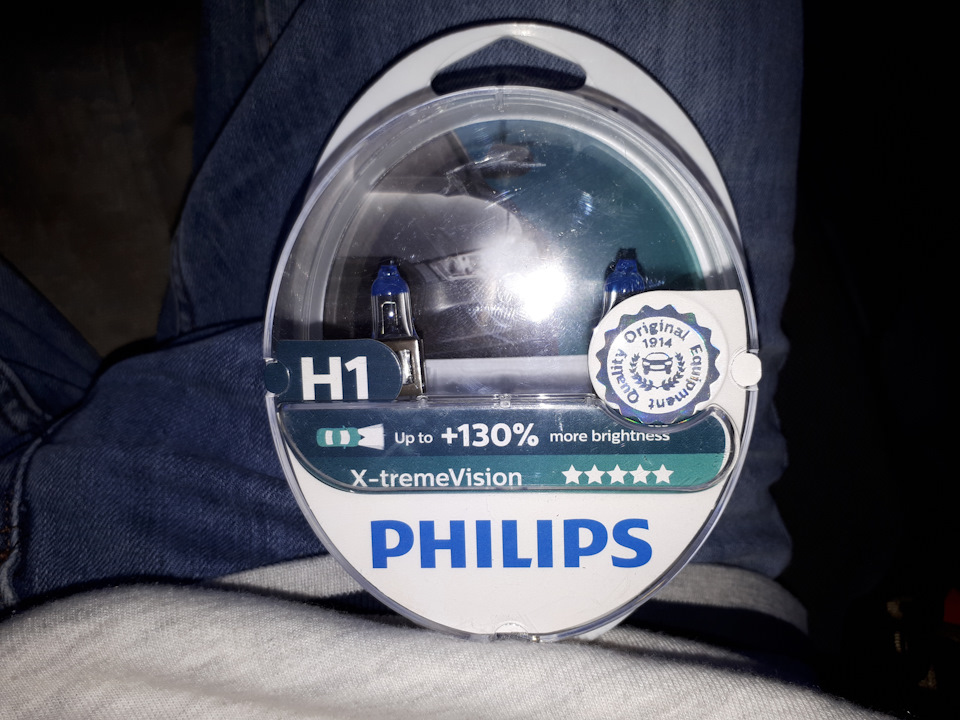 H1
Original
1914
Quality
Equipment
Up to +130% more brightness
X-tremeVision
PHILIPS